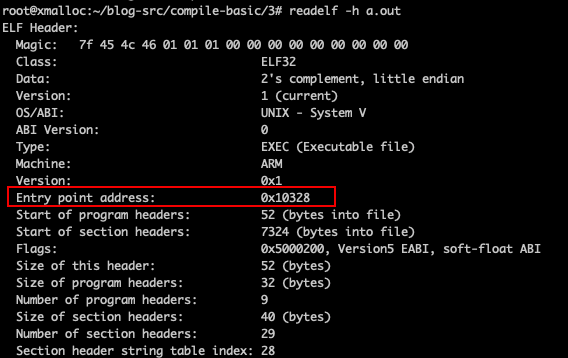 root@xmalloc:~/blog-src/compile-basic/3# readelf -h a.out
ELF Header:
  Magic:   7f 45 4c 46 01 01 01 00 00 00 00 00 00 00 00 00
  Class:                             ELF32
  Data:                              2's complement, little endian
  Version:                           1 (current)
  OS/ABI:                            UNIX - System V
  ABI Version:                       0
  Type:                              EXEC (Executable file)
  Machine:                           ARM
  Version:                           0x1
  Entry point address:               0x10328
  Start of program headers:          52 (bytes into file)
  Start of section headers:          7324 (bytes into file)
  Flags:                             0x5000200, Version5 EABI, soft-float ABI
  Size of this header:               52 (bytes)
  Size of program headers:           32 (bytes)
  Number of program headers:         9
  Size of section headers:           40 (bytes)
  Number of section headers:         29
  Section header string table index: 28